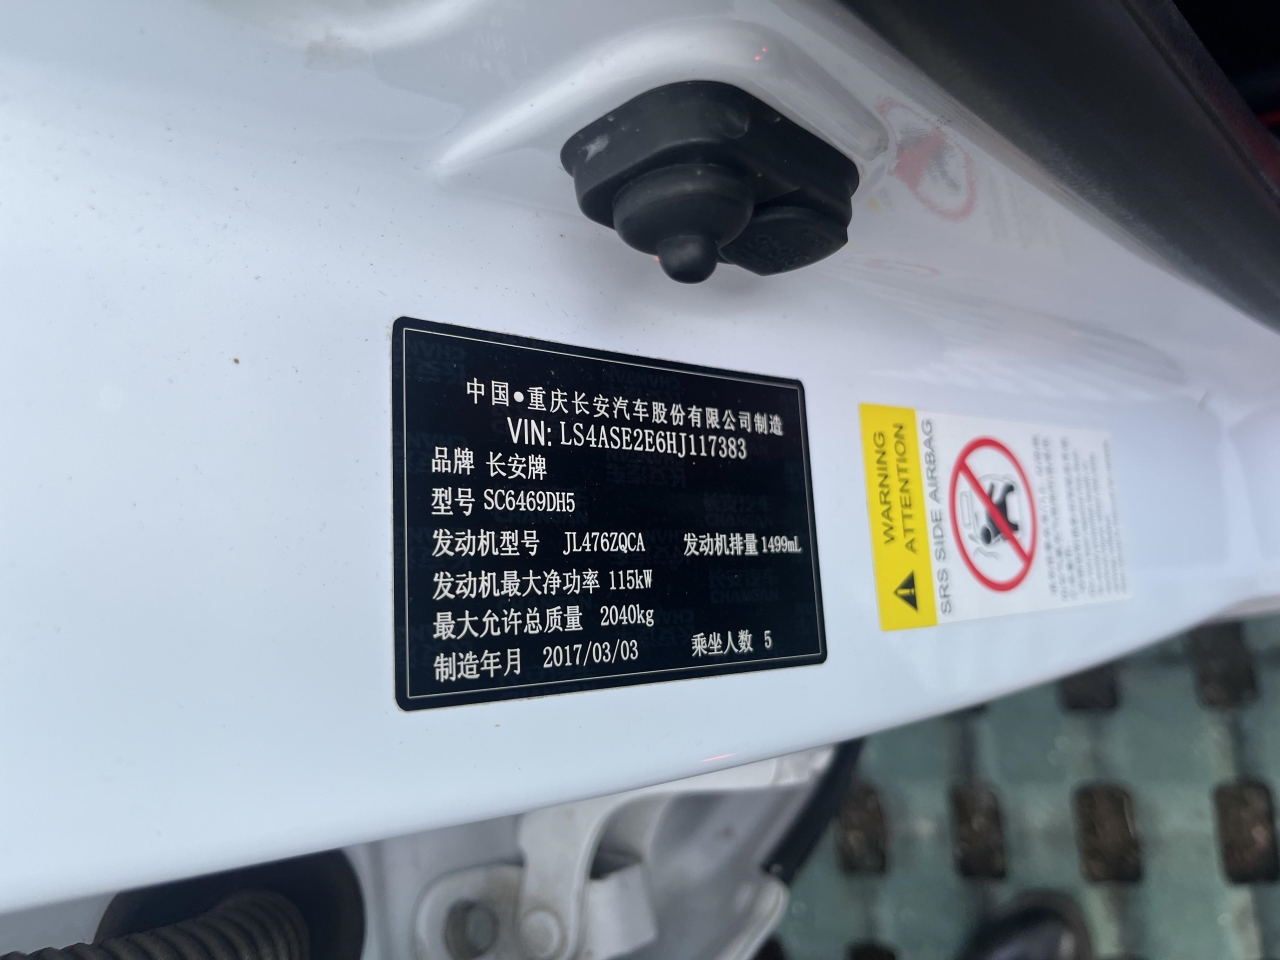 中国•重庆长安汽车股份有限公司制造
VIN: LS4ASE2E6HJ117383
品牌 长安牌
型号 SC6469DH5
发动机型号 JL476ZQCA 发动机排量 1499mL
发动机最大净功率 115kW
最大允许总质量 2040kg
制造年月 2017/03/03 乘坐人数 5
WARNING
ATTENTION
SRS SIDE AIRBAG